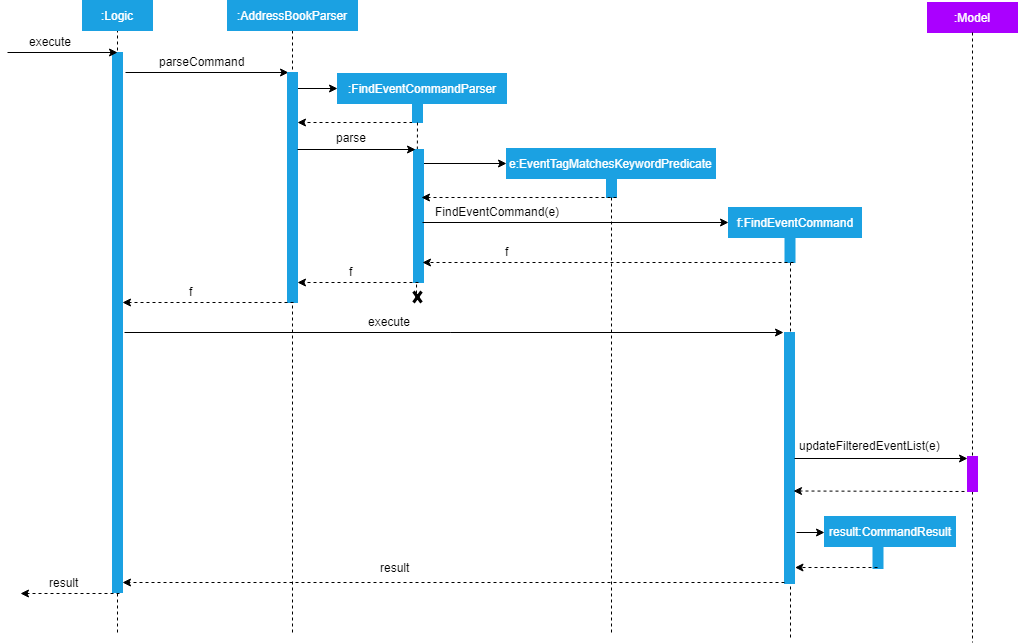 :Logic
:AddressBookParser
:Model
execute
parseCommand
:FindEventCommandParser
parse
e:EventTagMatchesKeywordPredicate
FindEventCommand(e)
f:FindEventCommand
f
f
f
execute
updateFilteredEventList(e)
result:CommandResult
result
result